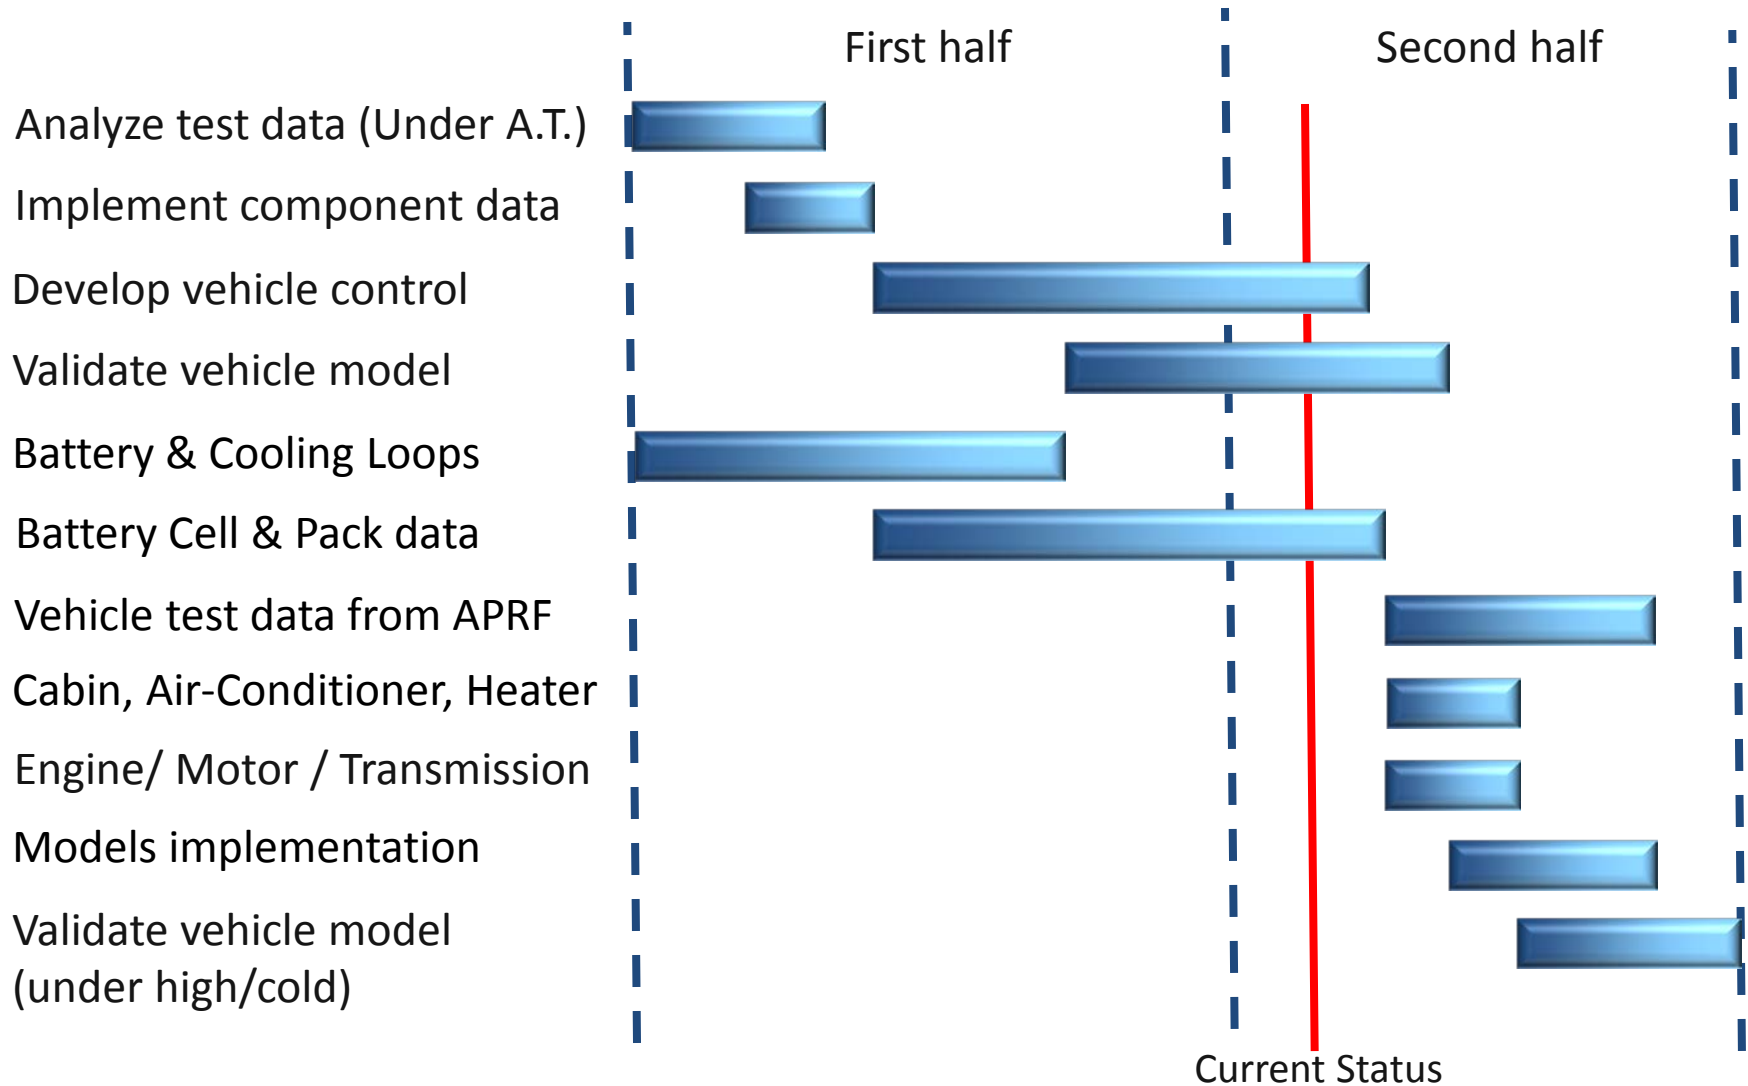 First half
Second half
Analyze test data (Under A.T.)
Implement component data
Develop vehicle control
Validate vehicle model
Battery & Cooling Loops
Battery Cell & Pack data
Vehicle test data from APRF
Cabin, Air-Conditioner, Heater
Engine/ Motor / Transmission
Models implementation
Validate vehicle model
(under high/cold)
Current Status